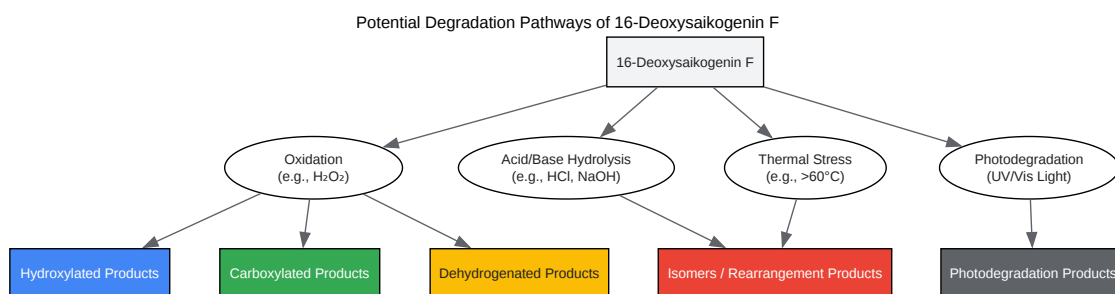 Potential Degradation Pathways of 16-Deoxysaikogenin F
16-Deoxysaikogenin F
Oxidation
(e.g., H₂O₂)
Acid/Base Hydrolysis
(e.g., HCl, NaOH)
Thermal Stress
(e.g., >60°C)
Photodegradation
(UV/Vis Light)
Hydroxylated Products
Carboxylated Products
Dehydrogenated Products
Isomers / Rearrangement Products
Photodegradation Products